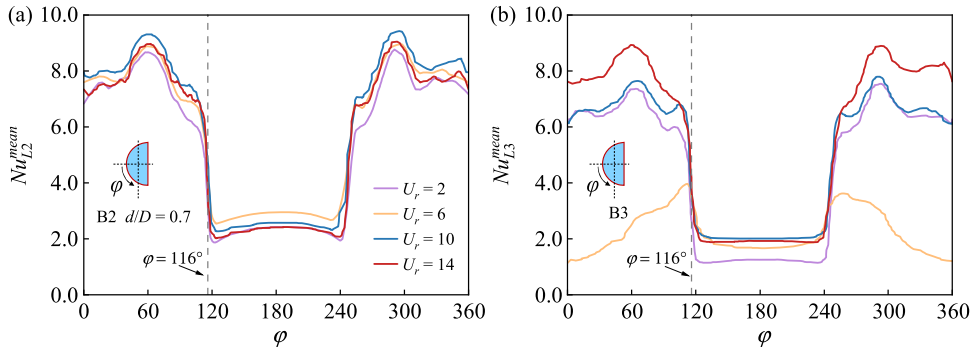 (a)
Nu_{L2}^{mean}
10.0
8.0
6.0
4.0
2.0
0.0
φ
B2 d/D = 0.7
φ = 116°
U_r = 2
U_r = 6
U_r = 10
U_r = 14
0 60 120 180 240 300 360
φ
(b)
Nu_{L3}^{mean}
10.0
8.0
6.0
4.0
2.0
0.0
φ
B3
φ = 116°
0 60 120 180 240 300 360
φ